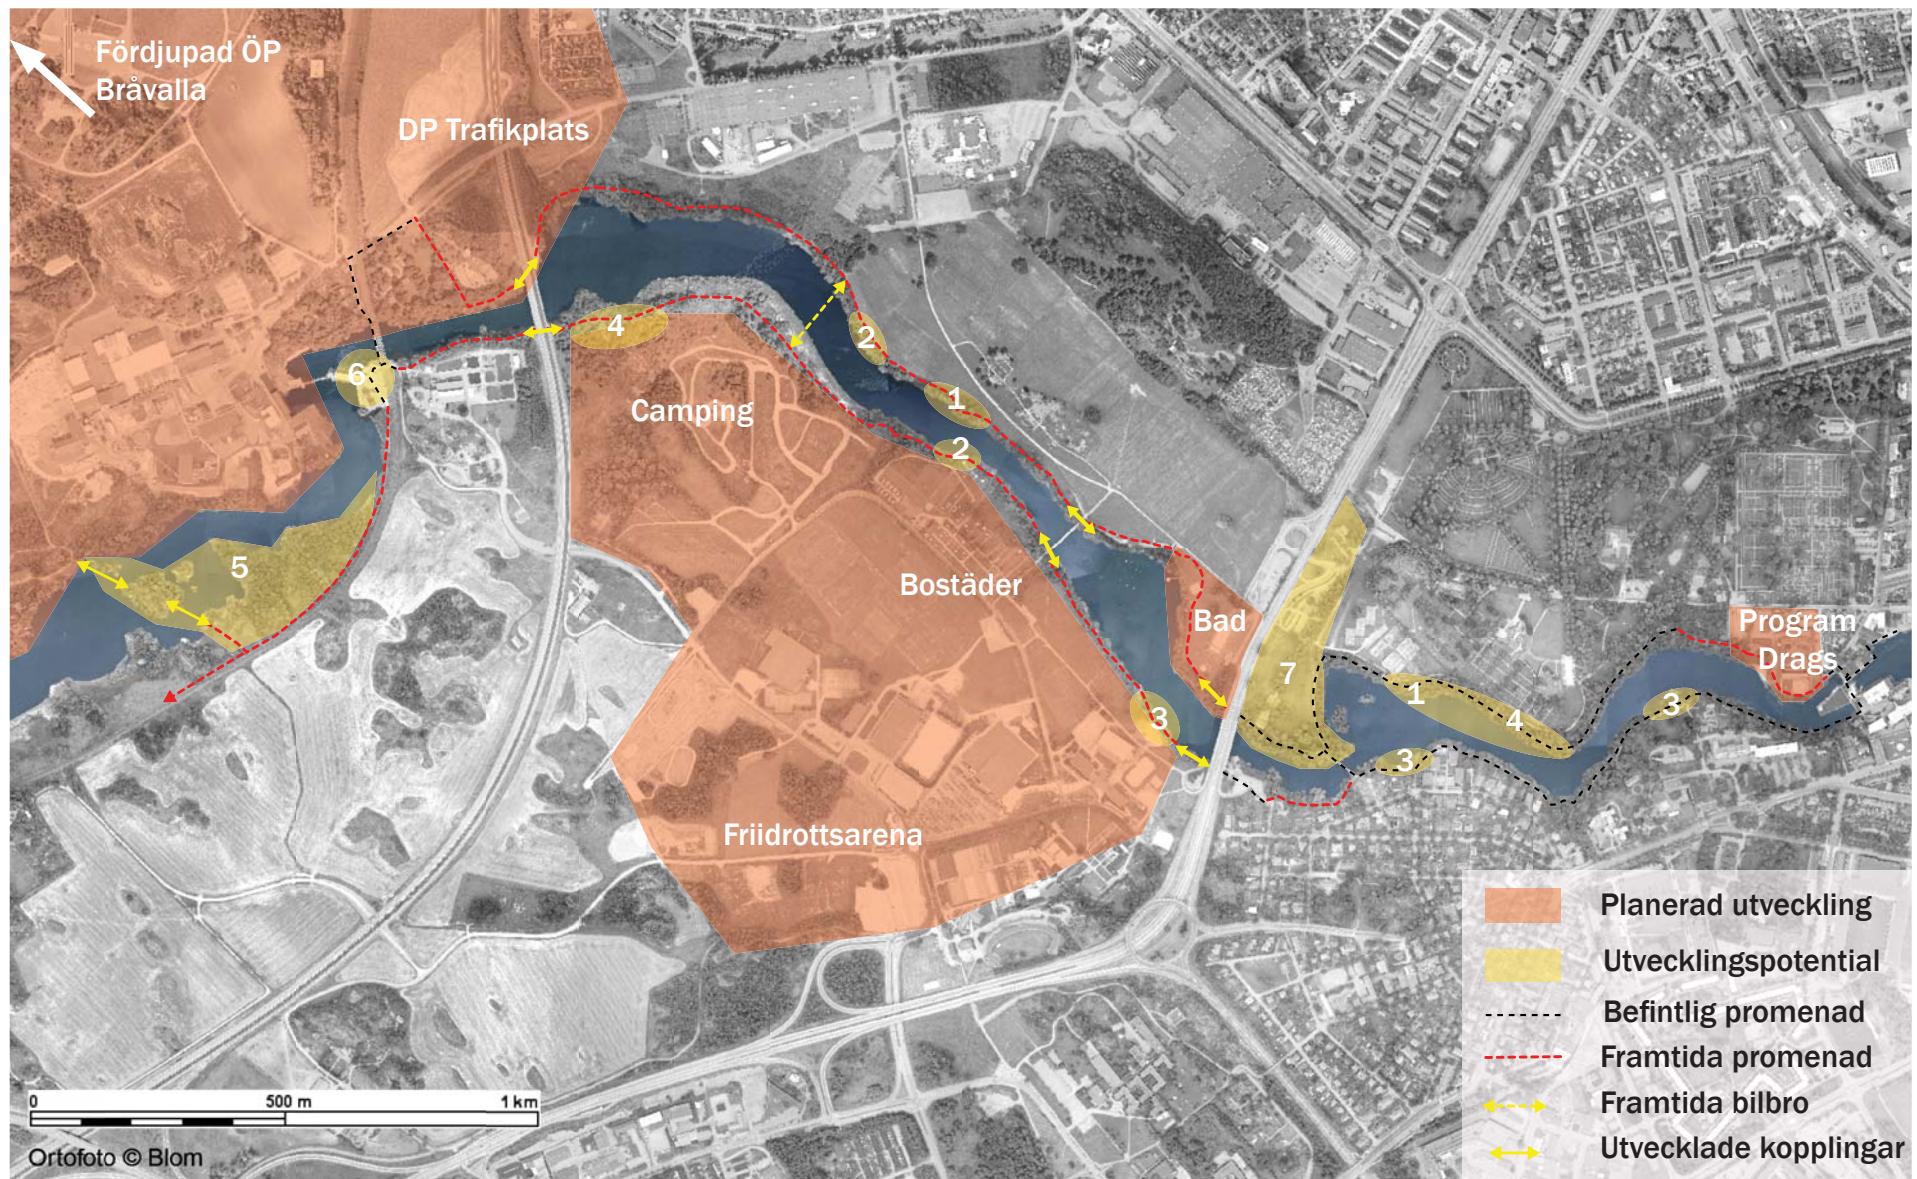 Fördjupad ÖP
Bråvalla
DP Trafikplats
4
2
6
1
Camping
2
5
Bostäder
Bad
Program
Drags
7
1
4
3
3
3
Friidrottsarena
Planerad utveckling
Utvecklingspotential
Befintlig promenad
Framtida promenad
Framtida bilbro
Utvecklade kopplingar
0 500 m 1 km
Ortofoto © Blom